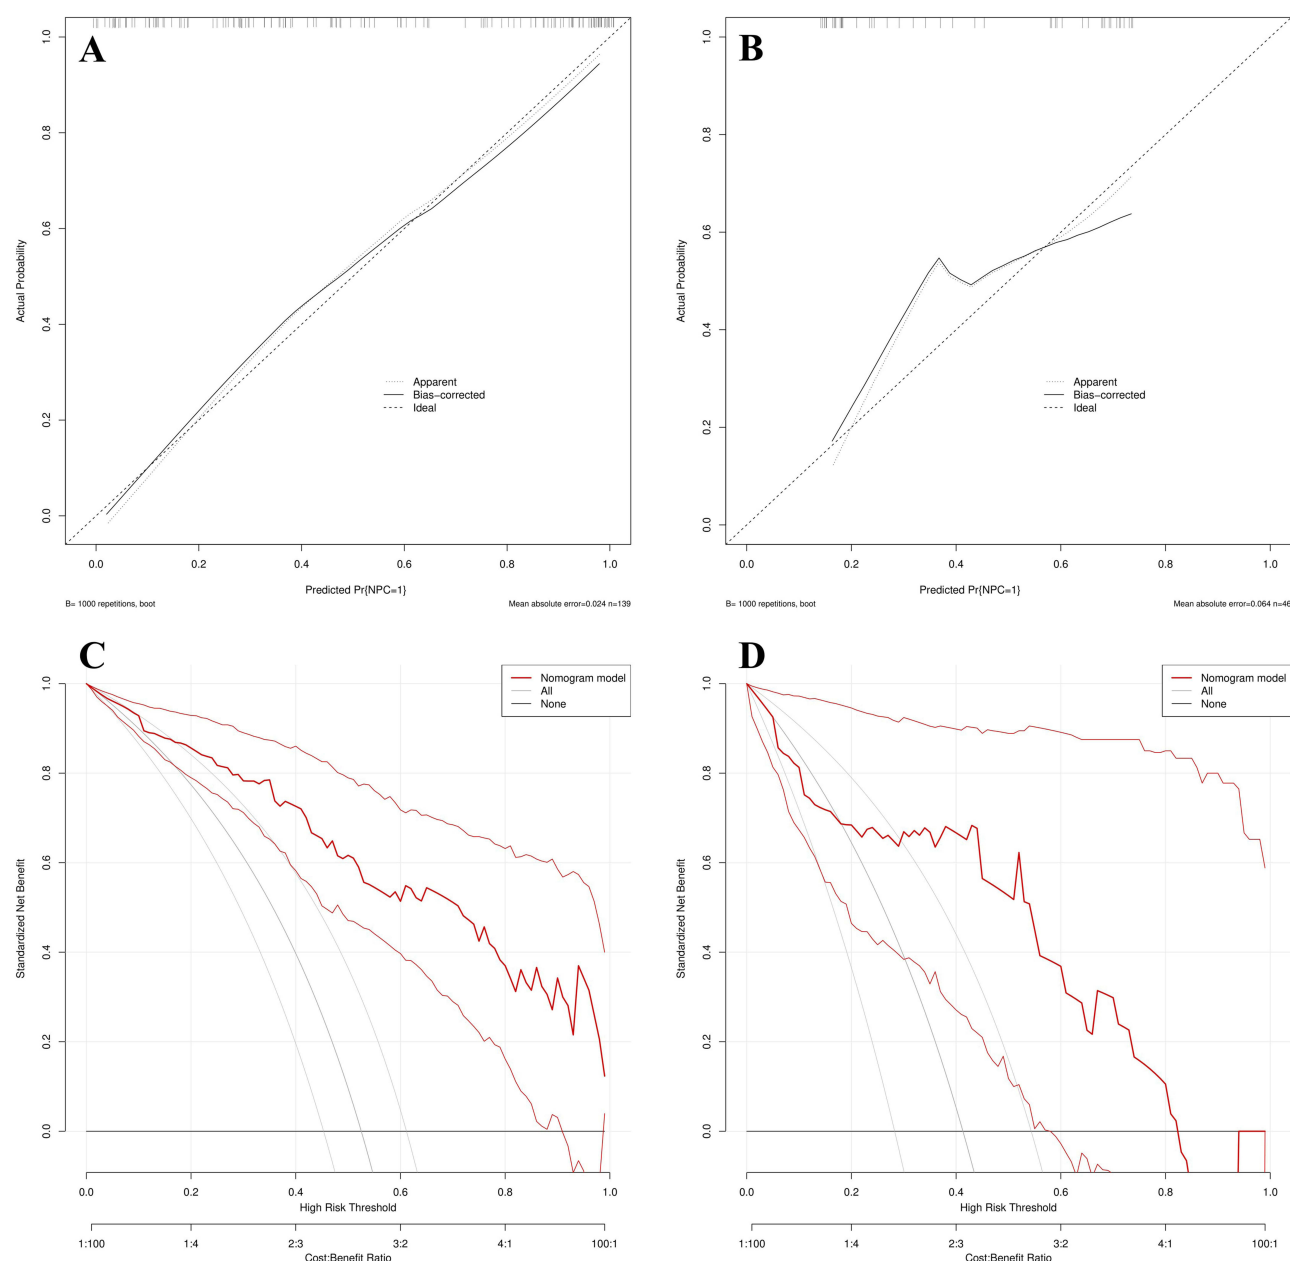 A
1.0
0.8
0.6
0.4
0.2
0.0
Actual Probability
Apparent
Bias−corrected
Ideal
0.0 0.2 0.4 0.6 0.8 1.0
Predicted Pr{NPC=1}
B= 1000 repetitions, boot
Mean absolute error=0.024 n=139
B
1.0
0.8
0.6
0.4
0.2
0.0
Actual Probability
Apparent
Bias−corrected
Ideal
0.0 0.2 0.4 0.6 0.8 1.0
Predicted Pr{NPC=1}
B= 1000 repetitions, boot
Mean absolute error=0.064 n=46
C
Nomogram model
All
None
1.0
0.8
0.6
0.4
0.2
0.0
Standardized Net Benefit
0.0 0.2 0.4 0.6 0.8 1.0
High Risk Threshold
1:100 1:4 2:3 3:2 4:1 100:1
Cost:Benefit Ratio
D
Nomogram model
All
None
1.0
0.8
0.6
0.4
0.2
0.0
Standardized Net Benefit
0.0 0.2 0.4 0.6 0.8 1.0
High Risk Threshold
1:100 1:4 2:3 3:2 4:1 100:1
Cost:Benefit Ratio